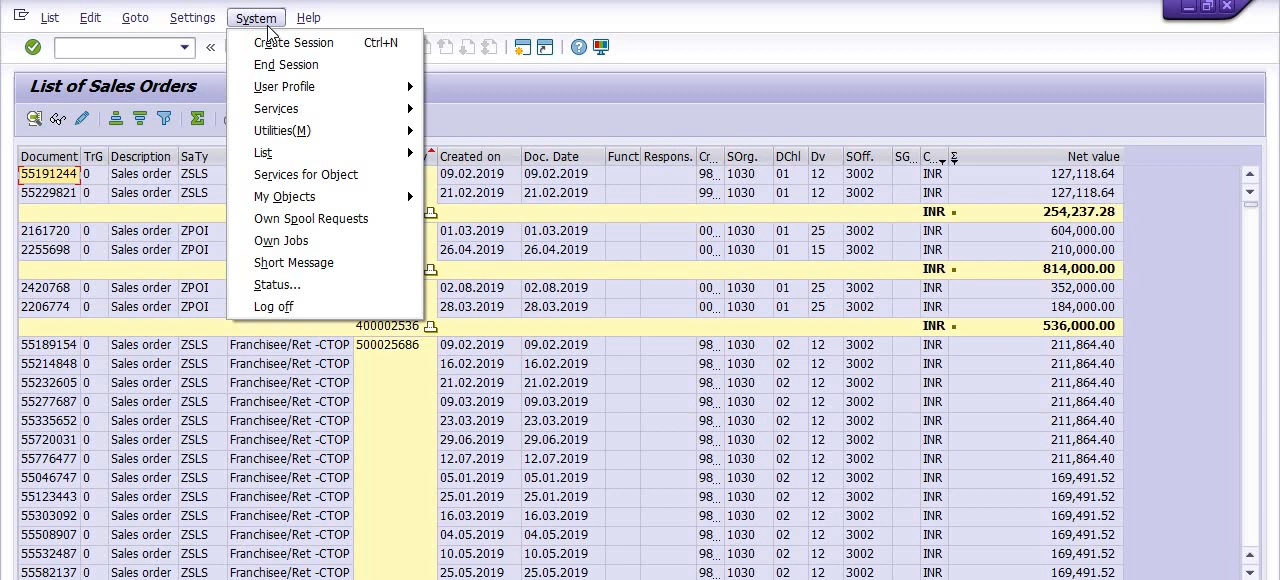 List Edit Goto Settings System Help
Create Session Ctrl+N
End Session
User Profile
Services
Utilities(M)
List
Services for Object
My Objects
Own Spool Requests
Own Jobs
Short Message
Status...
Log off
List of Sales Orders
Document TrG Description SaTy Created on Doc. Date Funct Respons. Cr... SOrg. DChl Dv SOff. SG... C... Σ Net value
55191244 0 Sales order ZSLS 09.02.2019 09.02.2019 98... 1030 01 12 3002 INR 127,118.64
55229821 0 Sales order ZSLS 21.02.2019 21.02.2019 99... 1030 01 12 3002 INR 127,118.64
INR 254,237.28
2161720 0 Sales order ZPOI 01.03.2019 01.03.2019 00... 1030 01 25 3002 INR 604,000.00
2255698 0 Sales order ZPOI 26.04.2019 26.04.2019 00... 1030 01 15 3002 INR 210,000.00
INR 814,000.00
2420768 0 Sales order ZPOI 02.08.2019 02.08.2019 00... 1030 01 25 3002 INR 352,000.00
2206774 0 Sales order ZPOI 28.03.2019 28.03.2019 00... 1030 01 25 3002 INR 184,000.00
400002536 INR 536,000.00
55189154 0 Sales order ZSLS Franchisee/Ret -CTOP 500025686 09.02.2019 09.02.2019 98... 1030 02 12 3002 INR 211,864.40
55214848 0 Sales order ZSLS Franchisee/Ret -CTOP 16.02.2019 16.02.2019 98... 1030 02 12 3002 INR 211,864.40
55232605 0 Sales order ZSLS Franchisee/Ret -CTOP 21.02.2019 21.02.2019 98... 1030 02 12 3002 INR 211,864.40
55277687 0 Sales order ZSLS Franchisee/Ret -CTOP 09.03.2019 09.03.2019 98... 1030 02 12 3002 INR 211,864.40
55335652 0 Sales order ZSLS Franchisee/Ret -CTOP 23.03.2019 23.03.2019 98... 1030 02 12 3002 INR 211,864.40
55720031 0 Sales order ZSLS Franchisee/Ret -CTOP 29.06.2019 29.06.2019 98... 1030 02 12 3002 INR 211,864.40
55776477 0 Sales order ZSLS Franchisee/Ret -CTOP 12.07.2019 12.07.2019 98... 1030 02 12 3002 INR 211,864.40
55046747 0 Sales order ZSLS Franchisee/Ret -CTOP 05.01.2019 05.01.2019 98... 1030 02 12 3002 INR 169,491.52
55123443 0 Sales order ZSLS Franchisee/Ret -CTOP 25.01.2019 25.01.2019 98... 1030 02 12 3002 INR 169,491.52
55303092 0 Sales order ZSLS Franchisee/Ret -CTOP 16.03.2019 16.03.2019 98... 1030 02 12 3002 INR 169,491.52
55508907 0 Sales order ZSLS Franchisee/Ret -CTOP 04.05.2019 04.05.2019 98... 1030 02 12 3002 INR 169,491.52
55532487 0 Sales order ZSLS Franchisee/Ret -CTOP 10.05.2019 10.05.2019 98... 1030 02 12 3002 INR 169,491.52
55582137 0 Sales order ZSLS Franchisee/Ret -CTOP 25.05.2019 25.05.2019 98... 1030 02 12 3002 INR 169,491.52